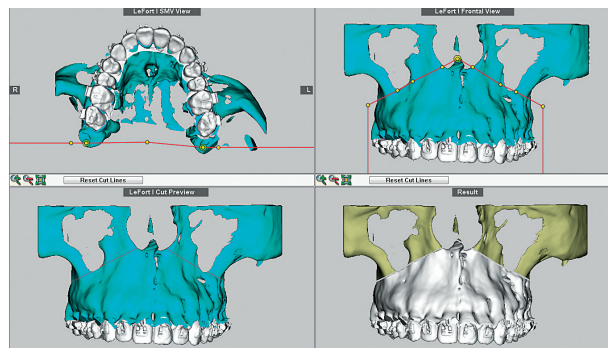 LeFort I SMV View
LeFort I Frontal View
R
L
Reset Cut Lines
Reset Cut Lines
LeFort I Cut Preview
Result